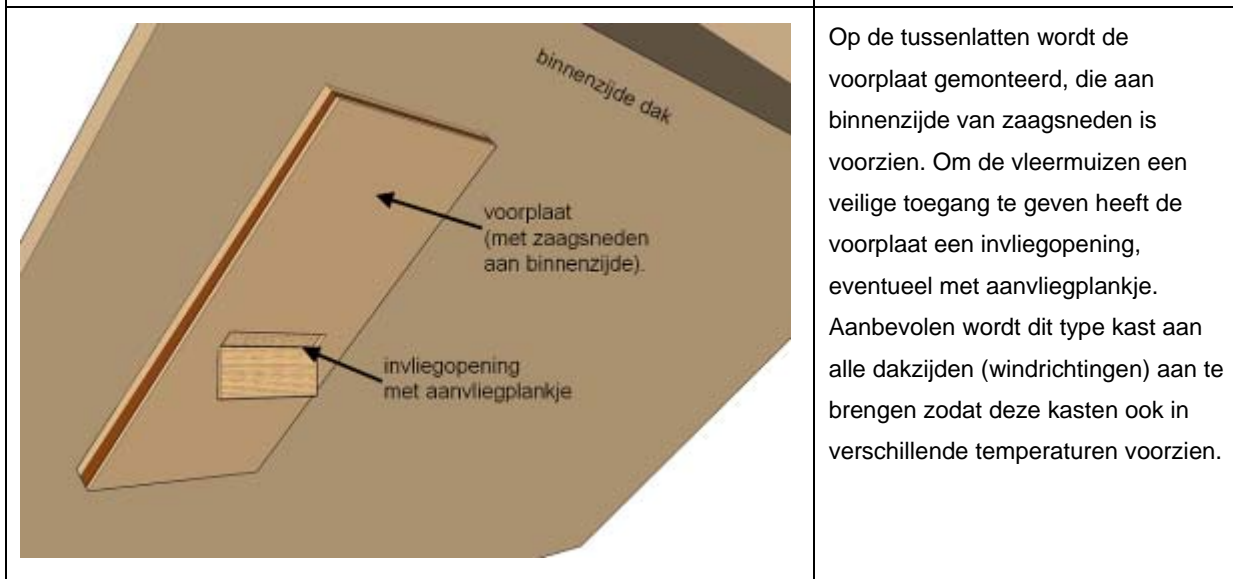 binnenzijde dak
voorplaat
(met zaagsneden
aan binnenzijde).
invliegopening
met aanvliegplankje
Op de tussenlatten wordt de
voorplaat gemonteerd, die aan
binnenzijde van zaagsneden is
voorzien. Om de vleermuizen een
veilige toegang te geven heeft de
voorplaat een invliegopening,
eventueel met aanvliegplankje.
Aanbevolen wordt dit type kast aan
alle dakzijden (windrichtingen) aan te
brengen zodat deze kasten ook in
verschillende temperaturen voorzien.